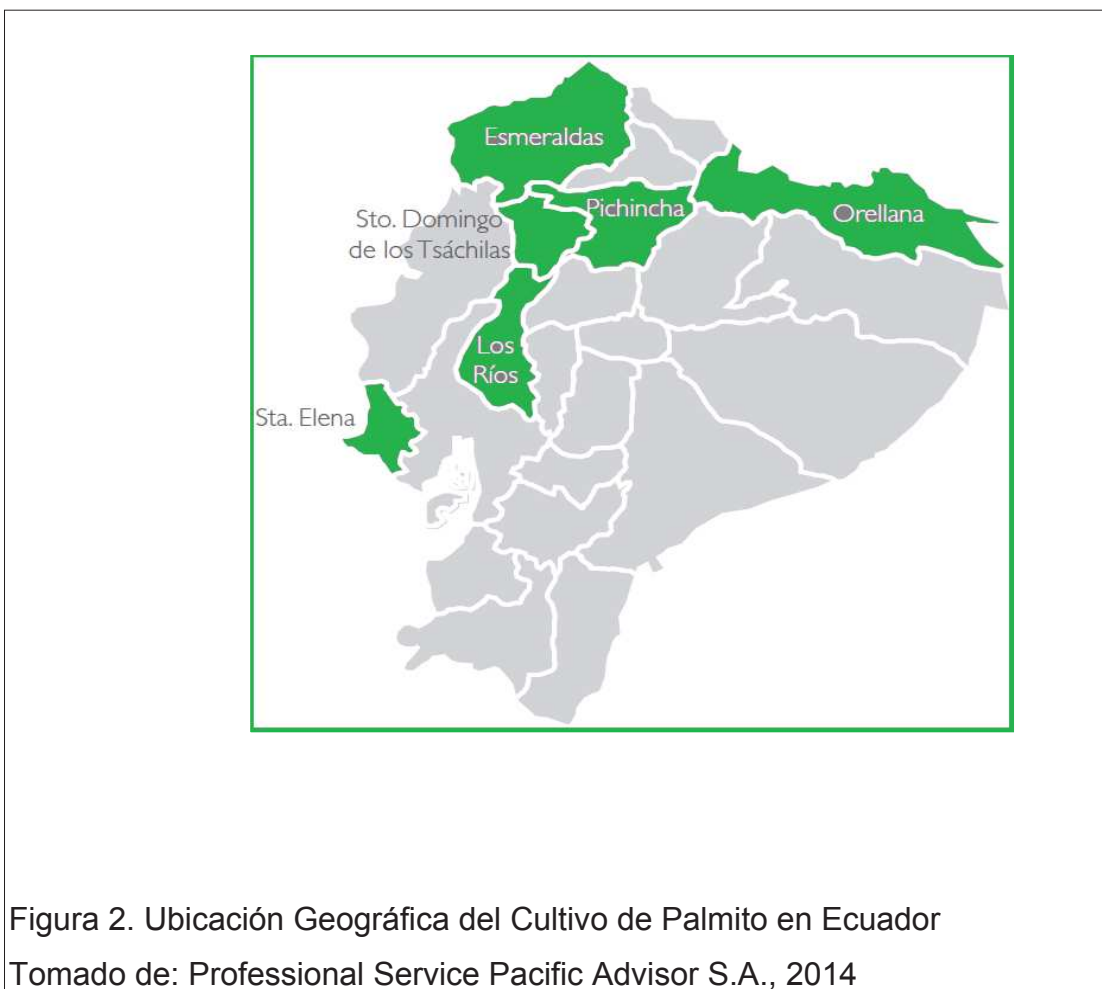 Esmeraldas
Sto. Domingo
de los Tsáchilas
Pichincha
Orellana
Los
Ríos
Sta. Elena
Figura 2. Ubicación Geográfica del Cultivo de Palmito en Ecuador
Tomado de: Professional Service Pacific Advisor S.A., 2014